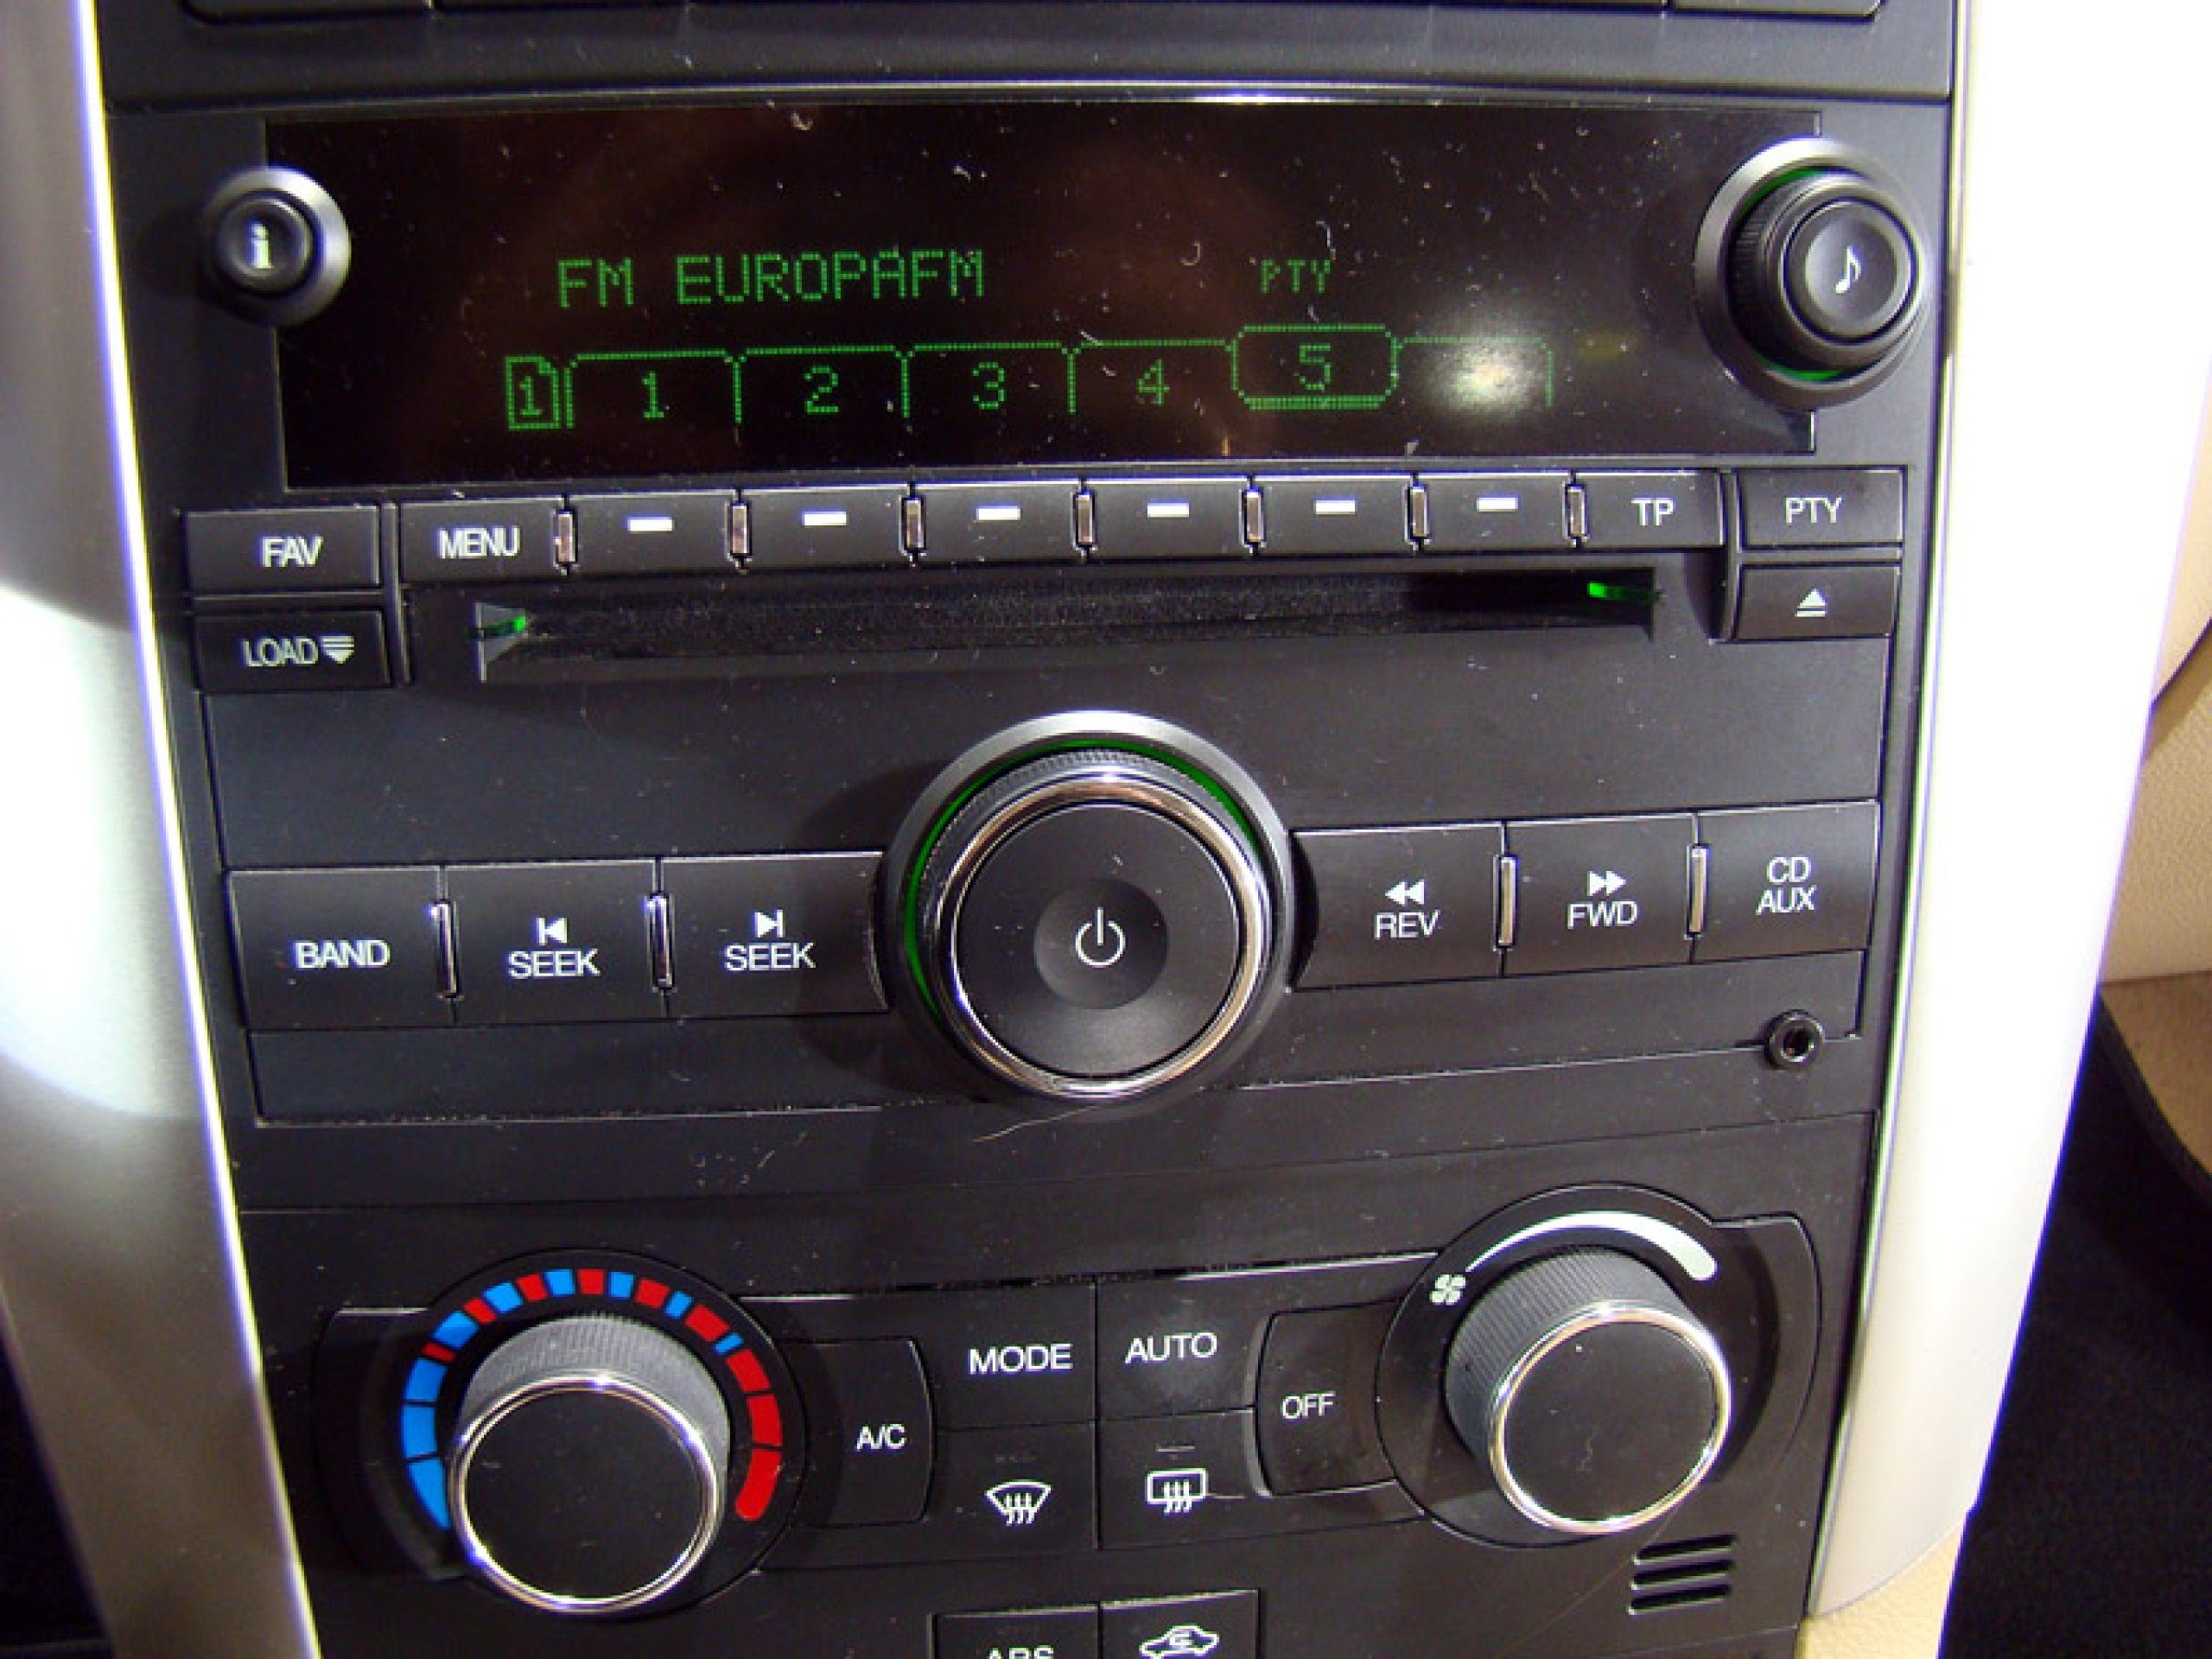 i
FM EUROPAFM PTY
1 1 2 3 4 5
FAV MENU TP PTY
LOAD
BAND SEEK SEEK REV FWD CD AUX
MODE AUTO
A/C OFF